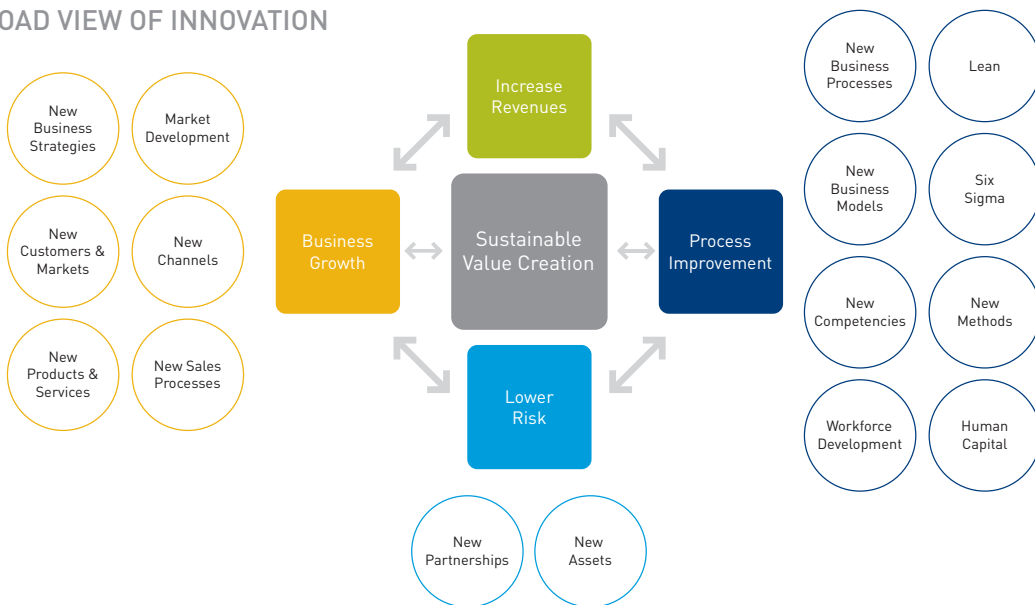 OAD VIEW OF INNOVATION
New
Business
Strategies
Market
Development
New
Customers &
Markets
New
Channels
New
Products &
Services
New Sales
Processes
Increase
Revenues
Business
Growth
Sustainable
Value Creation
Process
Improvement
Lower
Risk
New
Partnerships
New
Assets
New
Business
Processes
Lean
New
Business
Models
Six
Sigma
New
Competencies
New
Methods
Workforce
Development
Human
Capital